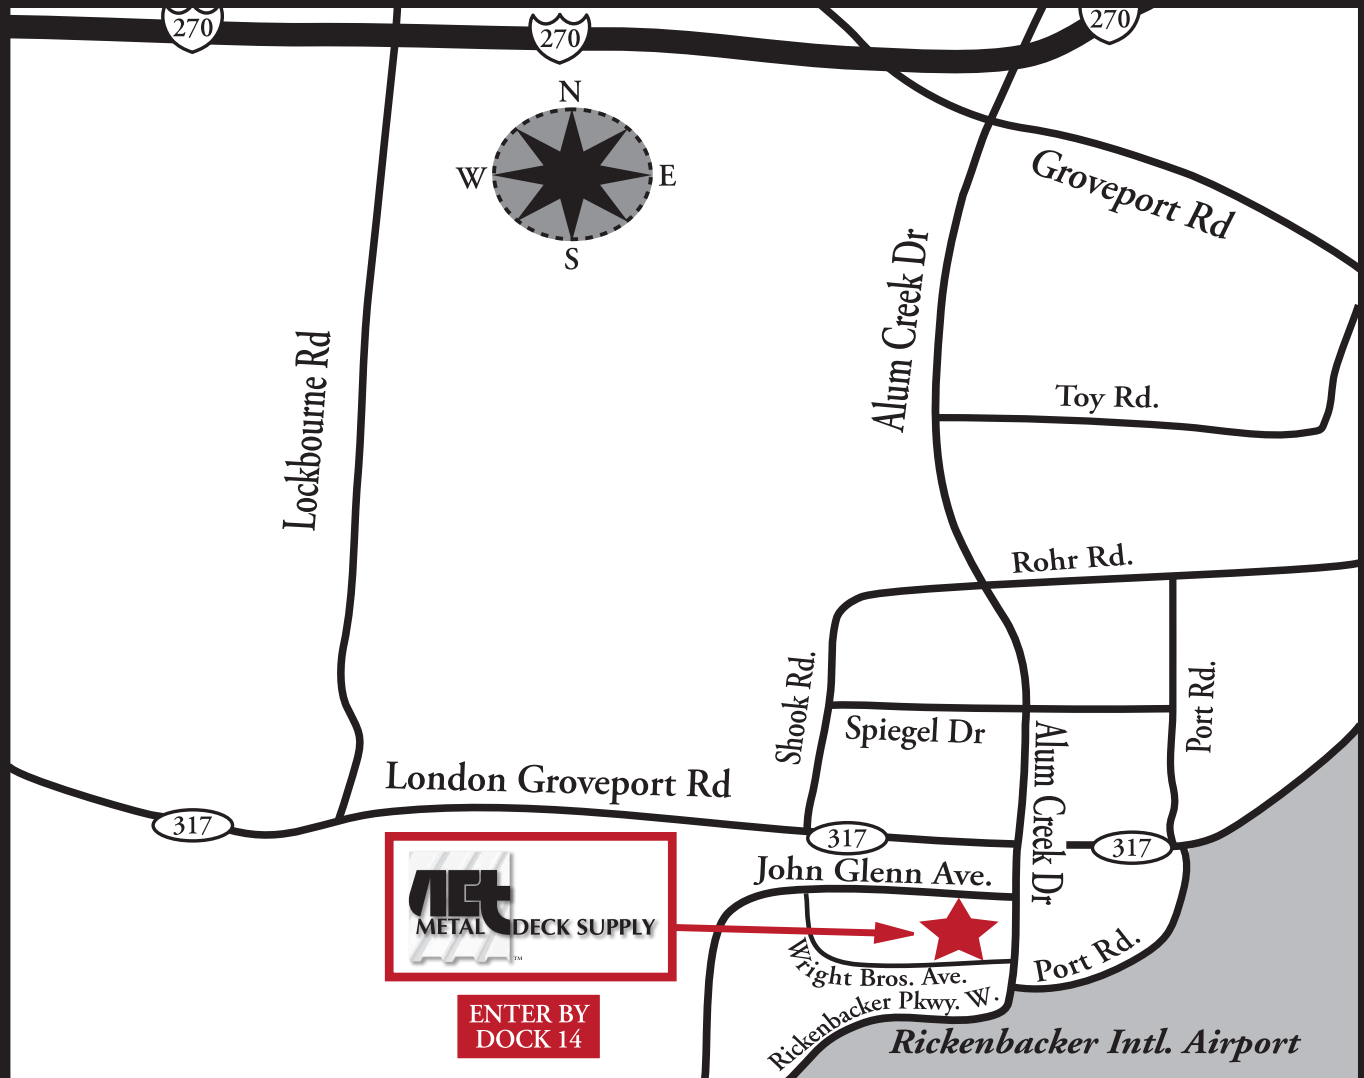 270
270
270
N
W
E
S
Groveport Rd
Alum Creek Dr
Lockbourne Rd
Toy Rd.
Rohr Rd.
Shook Rd.
Port Rd.
Spiegel Dr
Alum Creek Dr
London Groveport Rd
317
317
317
John Glenn Ave.
ACT
METAL DECK SUPPLY
™
Wright Bros. Ave.
Port Rd.
Rickenbacker Pkwy. W.
ENTER BY
DOCK 14
Rickenbacker Intl. Airport